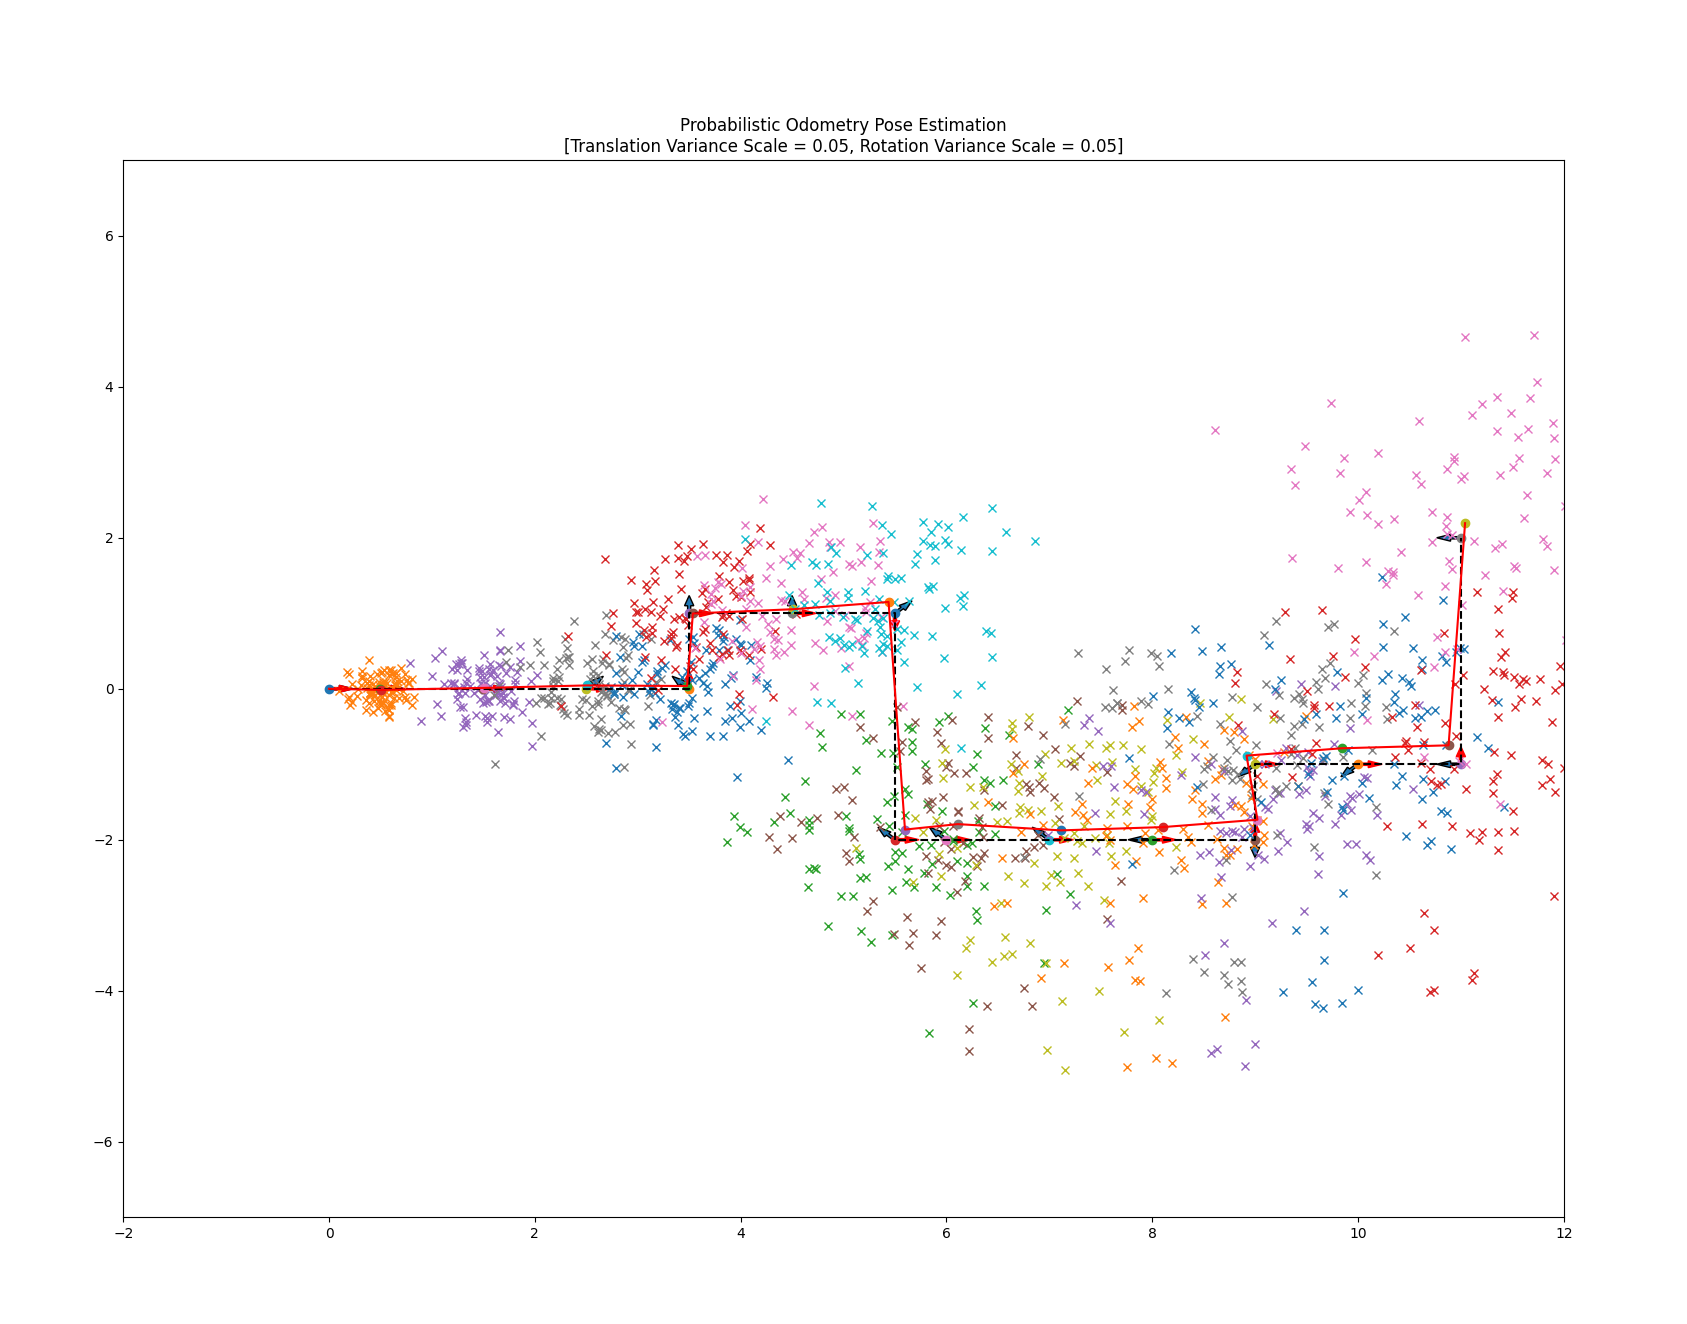 Probabilistic Odometry Pose Estimation
[Translation Variance Scale = 0.05, Rotation Variance Scale = 0.05]
6
4
2
0
−2
−4
−6
−2 0 2 4 6 8 10 12